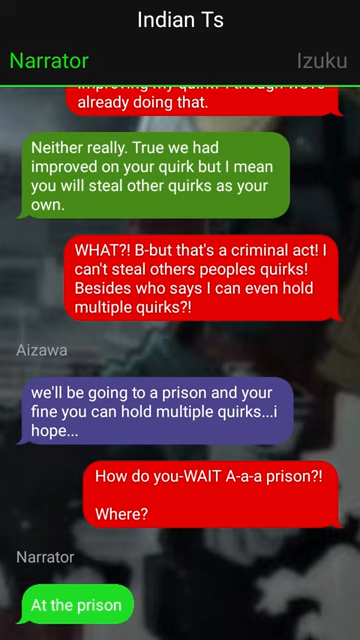 Indian Ts
Narrator
Izuku
already doing that.
Neither really. True we had
improved on your quirk but I mean
you will steal other quirks as your
own.
WHAT?! B-but that's a criminal act! I
can't steal others peoples quirks!
Besides who says I can even hold
multiple quirks?!
Aizawa
we'll be going to a prison and your
fine you can hold multiple quirks...i
hope...
How do you-WAIT A-a-a prison?!
Where?
Narrator
At the prison